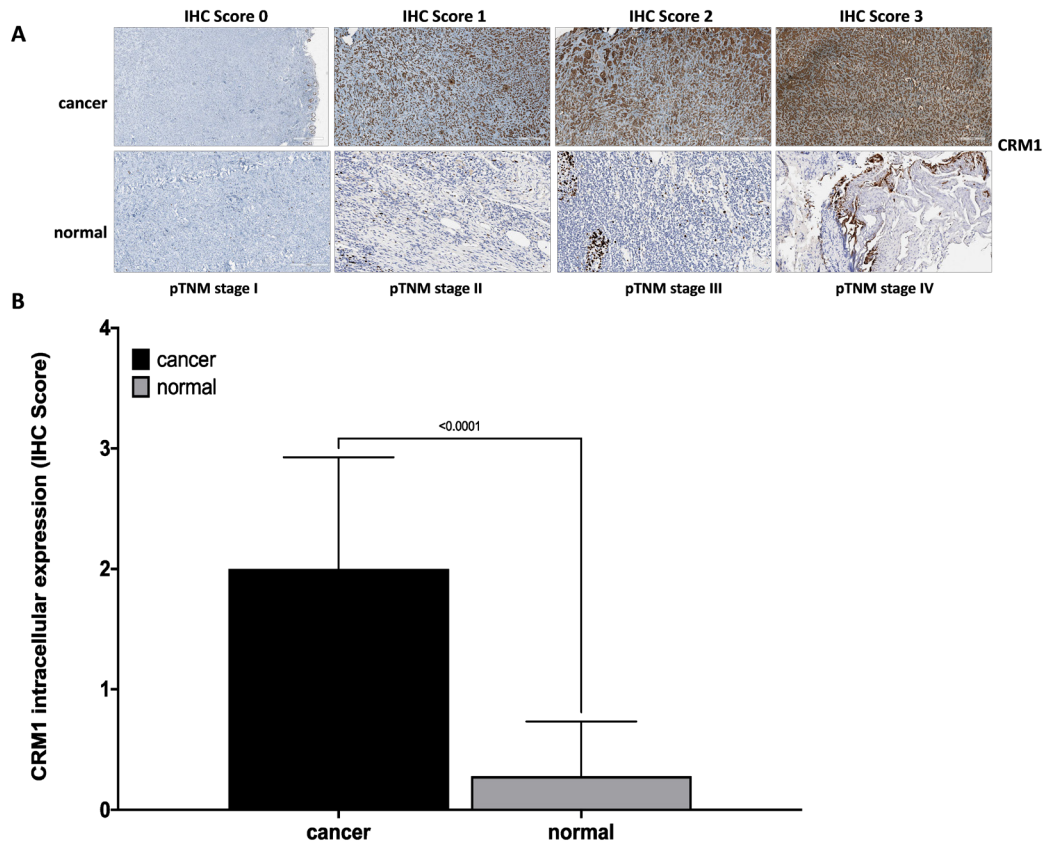 A
IHC Score 0 IHC Score 1 IHC Score 2 IHC Score 3
cancer
CRM1
normal
pTNM stage I pTNM stage II pTNM stage III pTNM stage IV
B
CRM1 intracellular expression (IHC Score)
4
3
2
1
0
cancer
normal
<0.0001
cancer normal